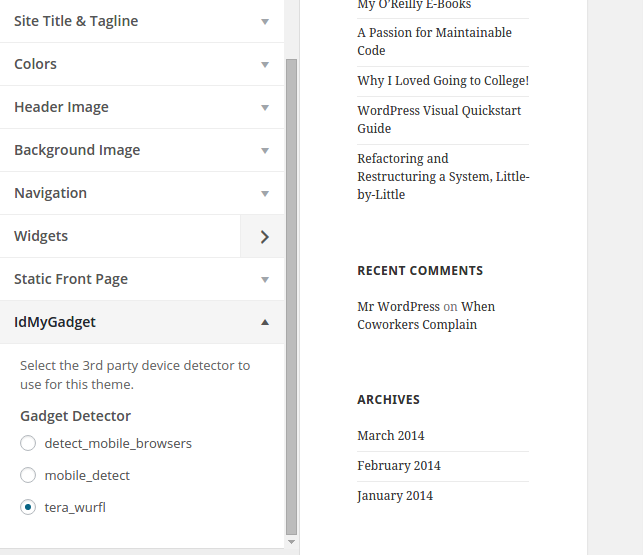 Site Title & Tagline
Colors
Header Image
Background Image
Navigation
Widgets
Static Front Page
IdMyGadget
Select the 3rd party device detector to
use for this theme.
Gadget Detector
detect_mobile_browsers
mobile_detect
tera_wurfl
My O’Reilly E-Books
A Passion for Maintainable
Code
Why I Loved Going to College!
WordPress Visual Quickstart
Guide
Refactoring and
Restructuring a System, Little-
by-Little
RECENT COMMENTS
Mr WordPress on When
Coworkers Complain
ARCHIVES
March 2014
February 2014
January 2014